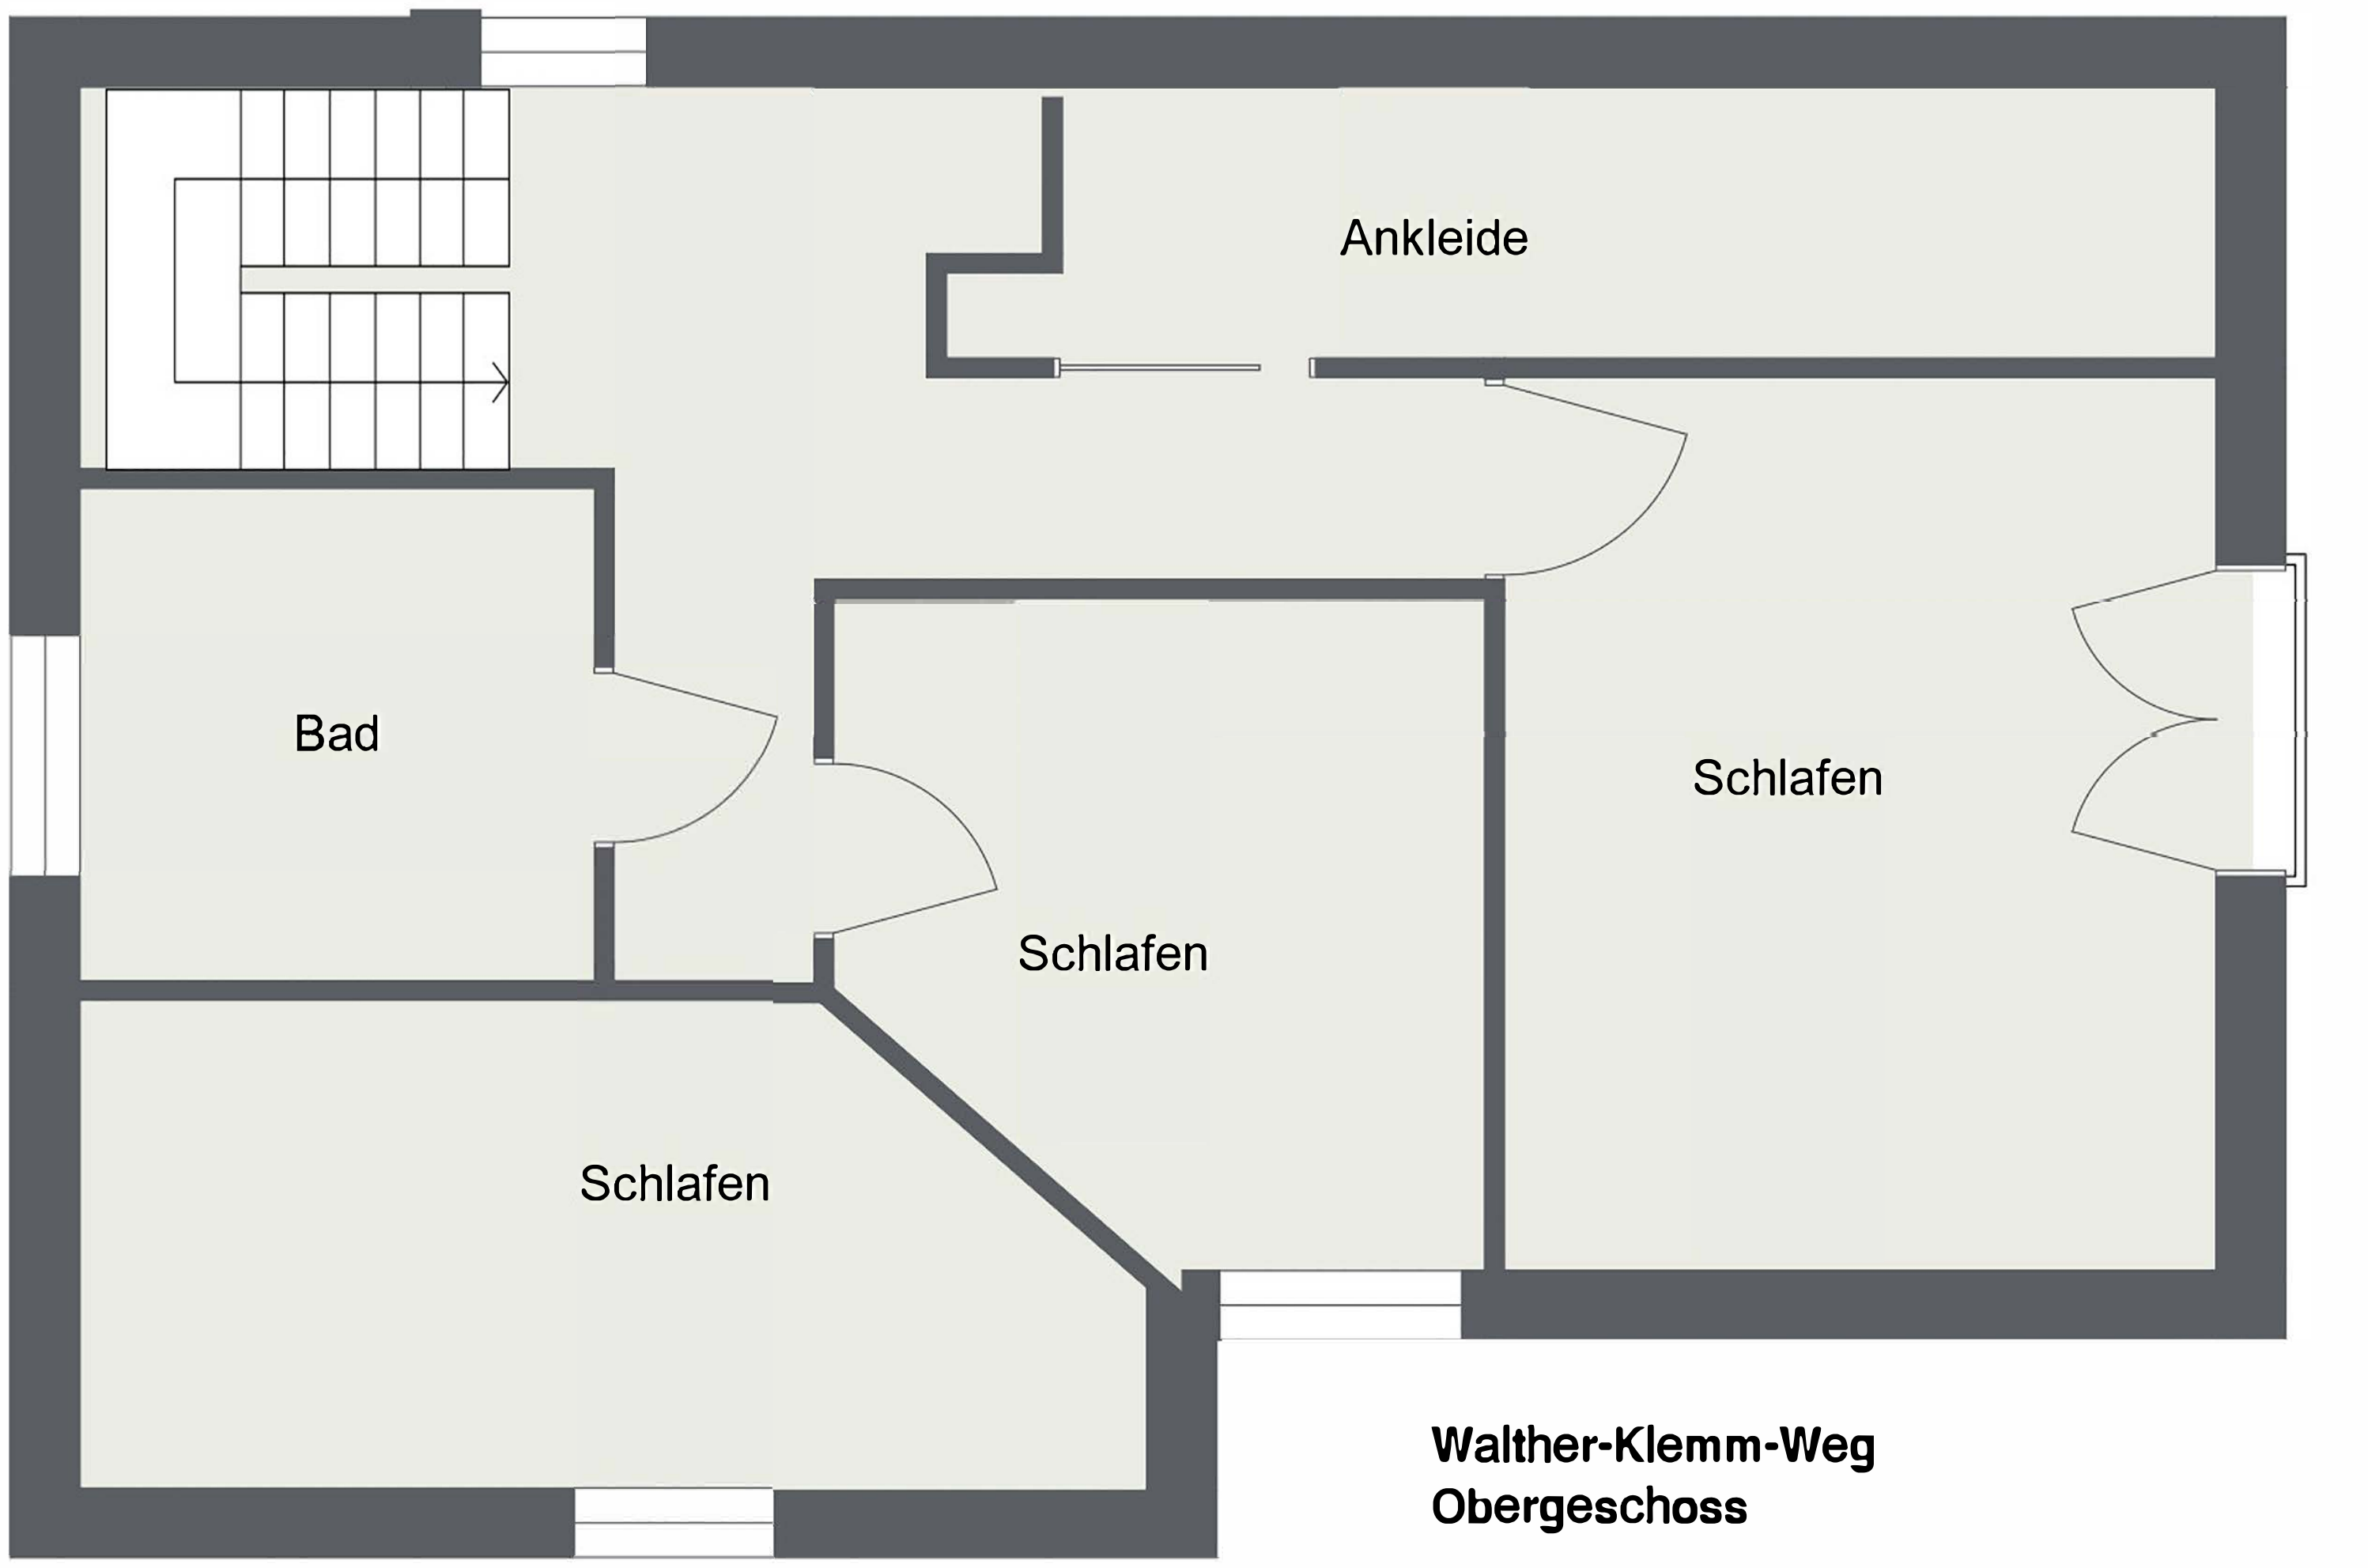 Ankleide
Bad
Schlafen
Schlafen
Schlafen
Walther-Klemm-Weg
Obergeschoss